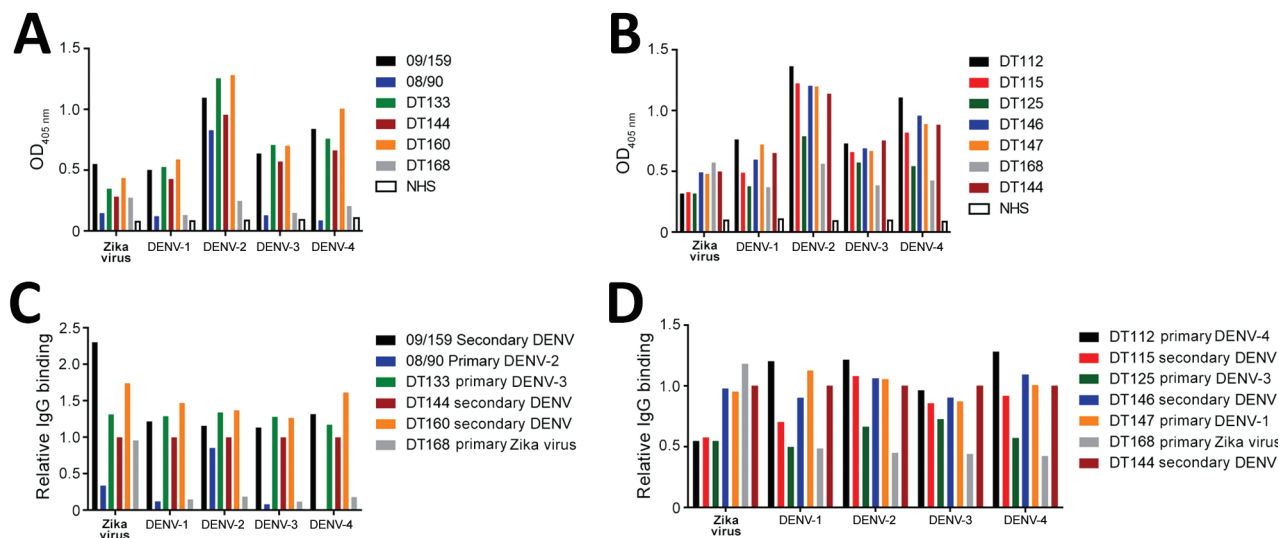 A
OD405 nm
1.5
1.0
0.5
0
Zika
virus
DENV-1
DENV-2
DENV-3
DENV-4
09/159
08/90
DT133
DT144
DT160
DT168
NHS
B
OD405 nm
1.5
1.0
0.5
0
Zika
virus
DENV-1
DENV-2
DENV-3
DENV-4
DT112
DT115
DT125
DT146
DT147
DT168
DT144
NHS
C
Relative IgG binding
2.5
2.0
1.5
1.0
0.5
0
Zika
virus
DENV-1
DENV-2
DENV-3
DENV-4
09/159 Secondary DENV
08/90 Primary DENV-2
DT133 primary DENV-3
DT144 secondary DENV
DT160 secondary DENV
DT168 primary Zika virus
D
Relative IgG binding
1.5
1.0
0.5
0
Zika
virus
DENV-1
DENV-2
DENV-3
DENV-4
DT112 primary DENV-4
DT115 secondary DENV
DT125 primary DENV-3
DT146 secondary DENV
DT147 primary DENV-1
DT168 primary Zika virus
DT144 secondary DENV